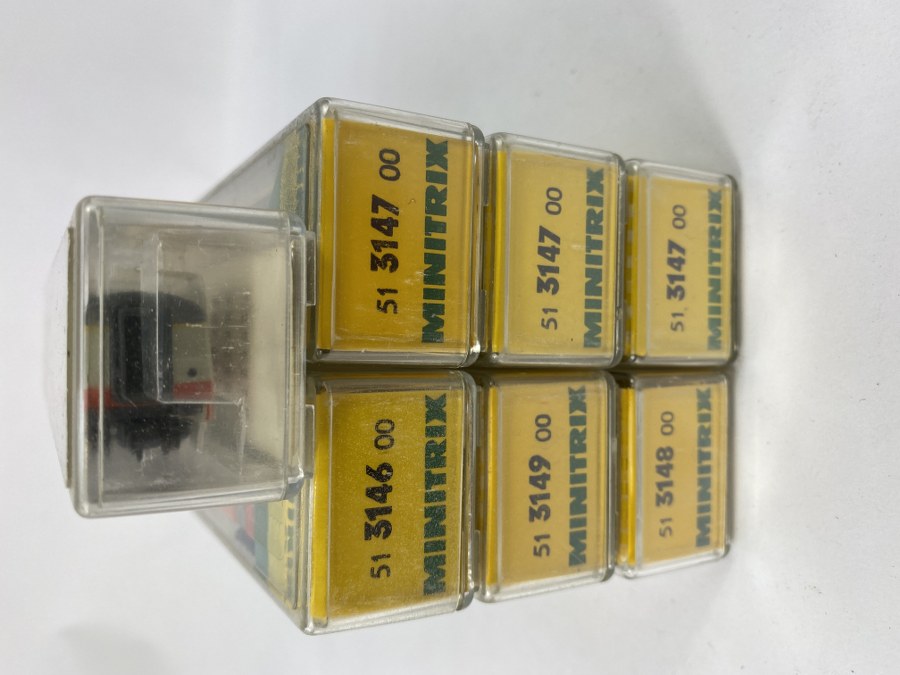 51 3146 00
MINITRIX
51 3147 00
MINITRIX
51 3149 00
MINITRIX
51 3147 00
MINITRIX
51 3148 00
MINITRIX
51 3147 00
MINITRIX